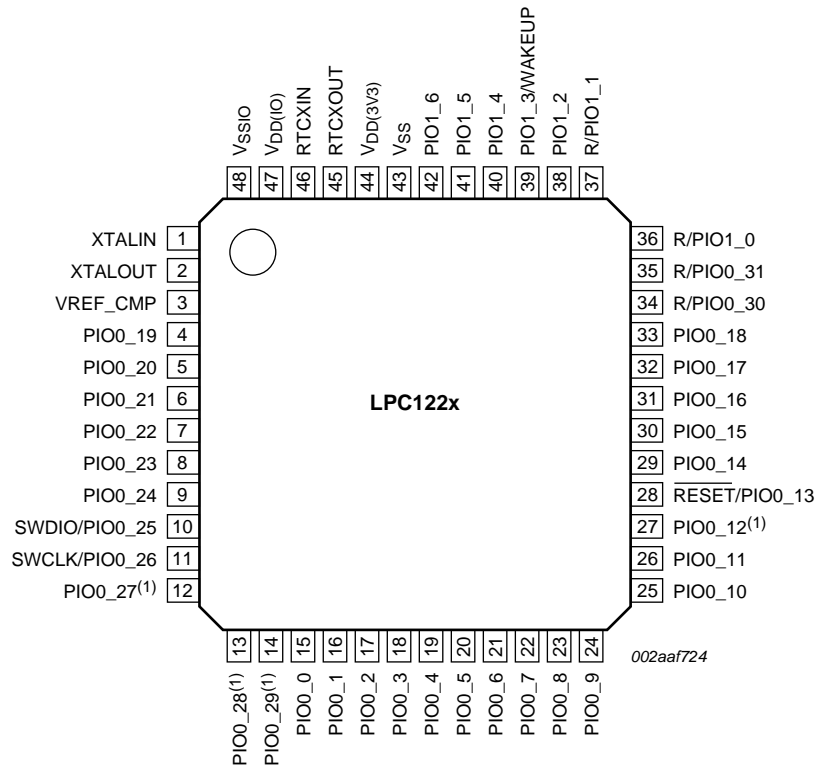 VSSIO
VDD(IO)
RTCXIN
RTCXOUT
VDD(3V3)
VSS
PIO1_6
PIO1_5
PIO1_4
PIO1_3/WAKEUP
PIO1_2
R/PIO1_1
48 47 46 45 44 43 42 41 40 39 38 37
XTALIN 1
XTALOUT 2
VREF_CMP 3
PIO0_19 4
PIO0_20 5
PIO0_21 6
PIO0_22 7
PIO0_23 8
PIO0_24 9
SWDIO/PIO0_25 10
SWCLK/PIO0_26 11
PIO0_27(1) 12
LPC122x
36 R/PIO1_0
35 R/PIO0_31
34 R/PIO0_30
33 PIO0_18
32 PIO0_17
31 PIO0_16
30 PIO0_15
29 PIO0_14
28 RESET/PIO0_13
27 PIO0_12(1)
26 PIO0_11
25 PIO0_10
13 14 15 16 17 18 19 20 21 22 23 24
PIO0_28(1)
PIO0_29(1)
PIO0_0
PIO0_1
PIO0_2
PIO0_3
PIO0_4
PIO0_5
PIO0_6
PIO0_7
PIO0_8
PIO0_9
002aaf724